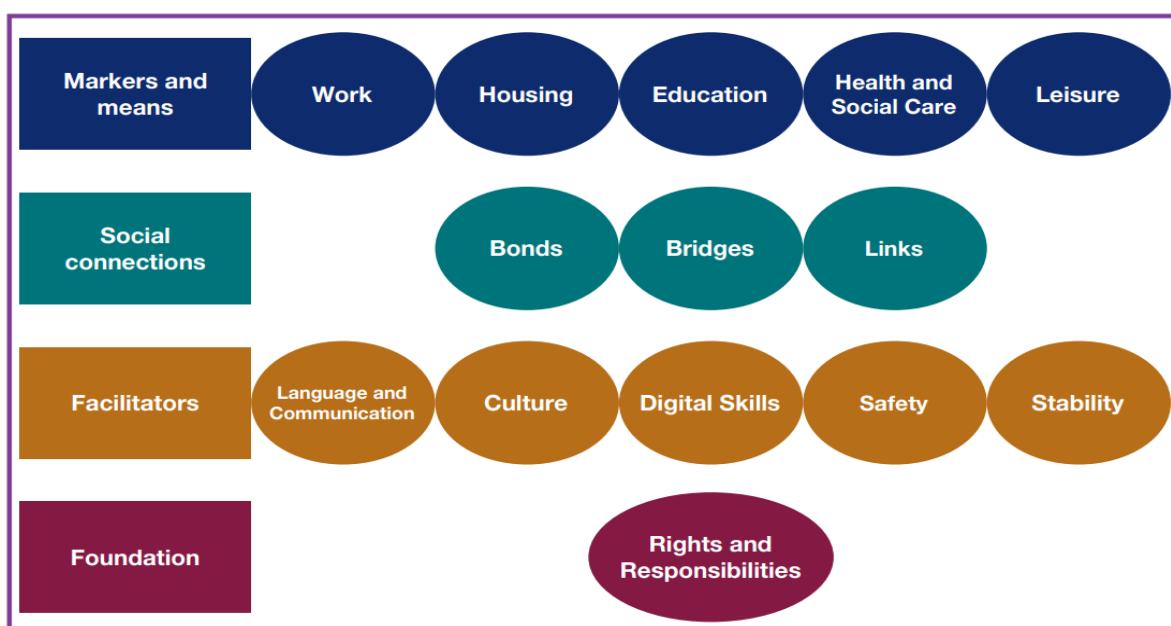 Markers and
means
Work
Housing
Education
Health and
Social Care
Leisure
Social
connections
Bonds
Bridges
Links
Facilitators
Language and
Communication
Culture
Digital Skills
Safety
Stability
Foundation
Rights and
Responsibilities